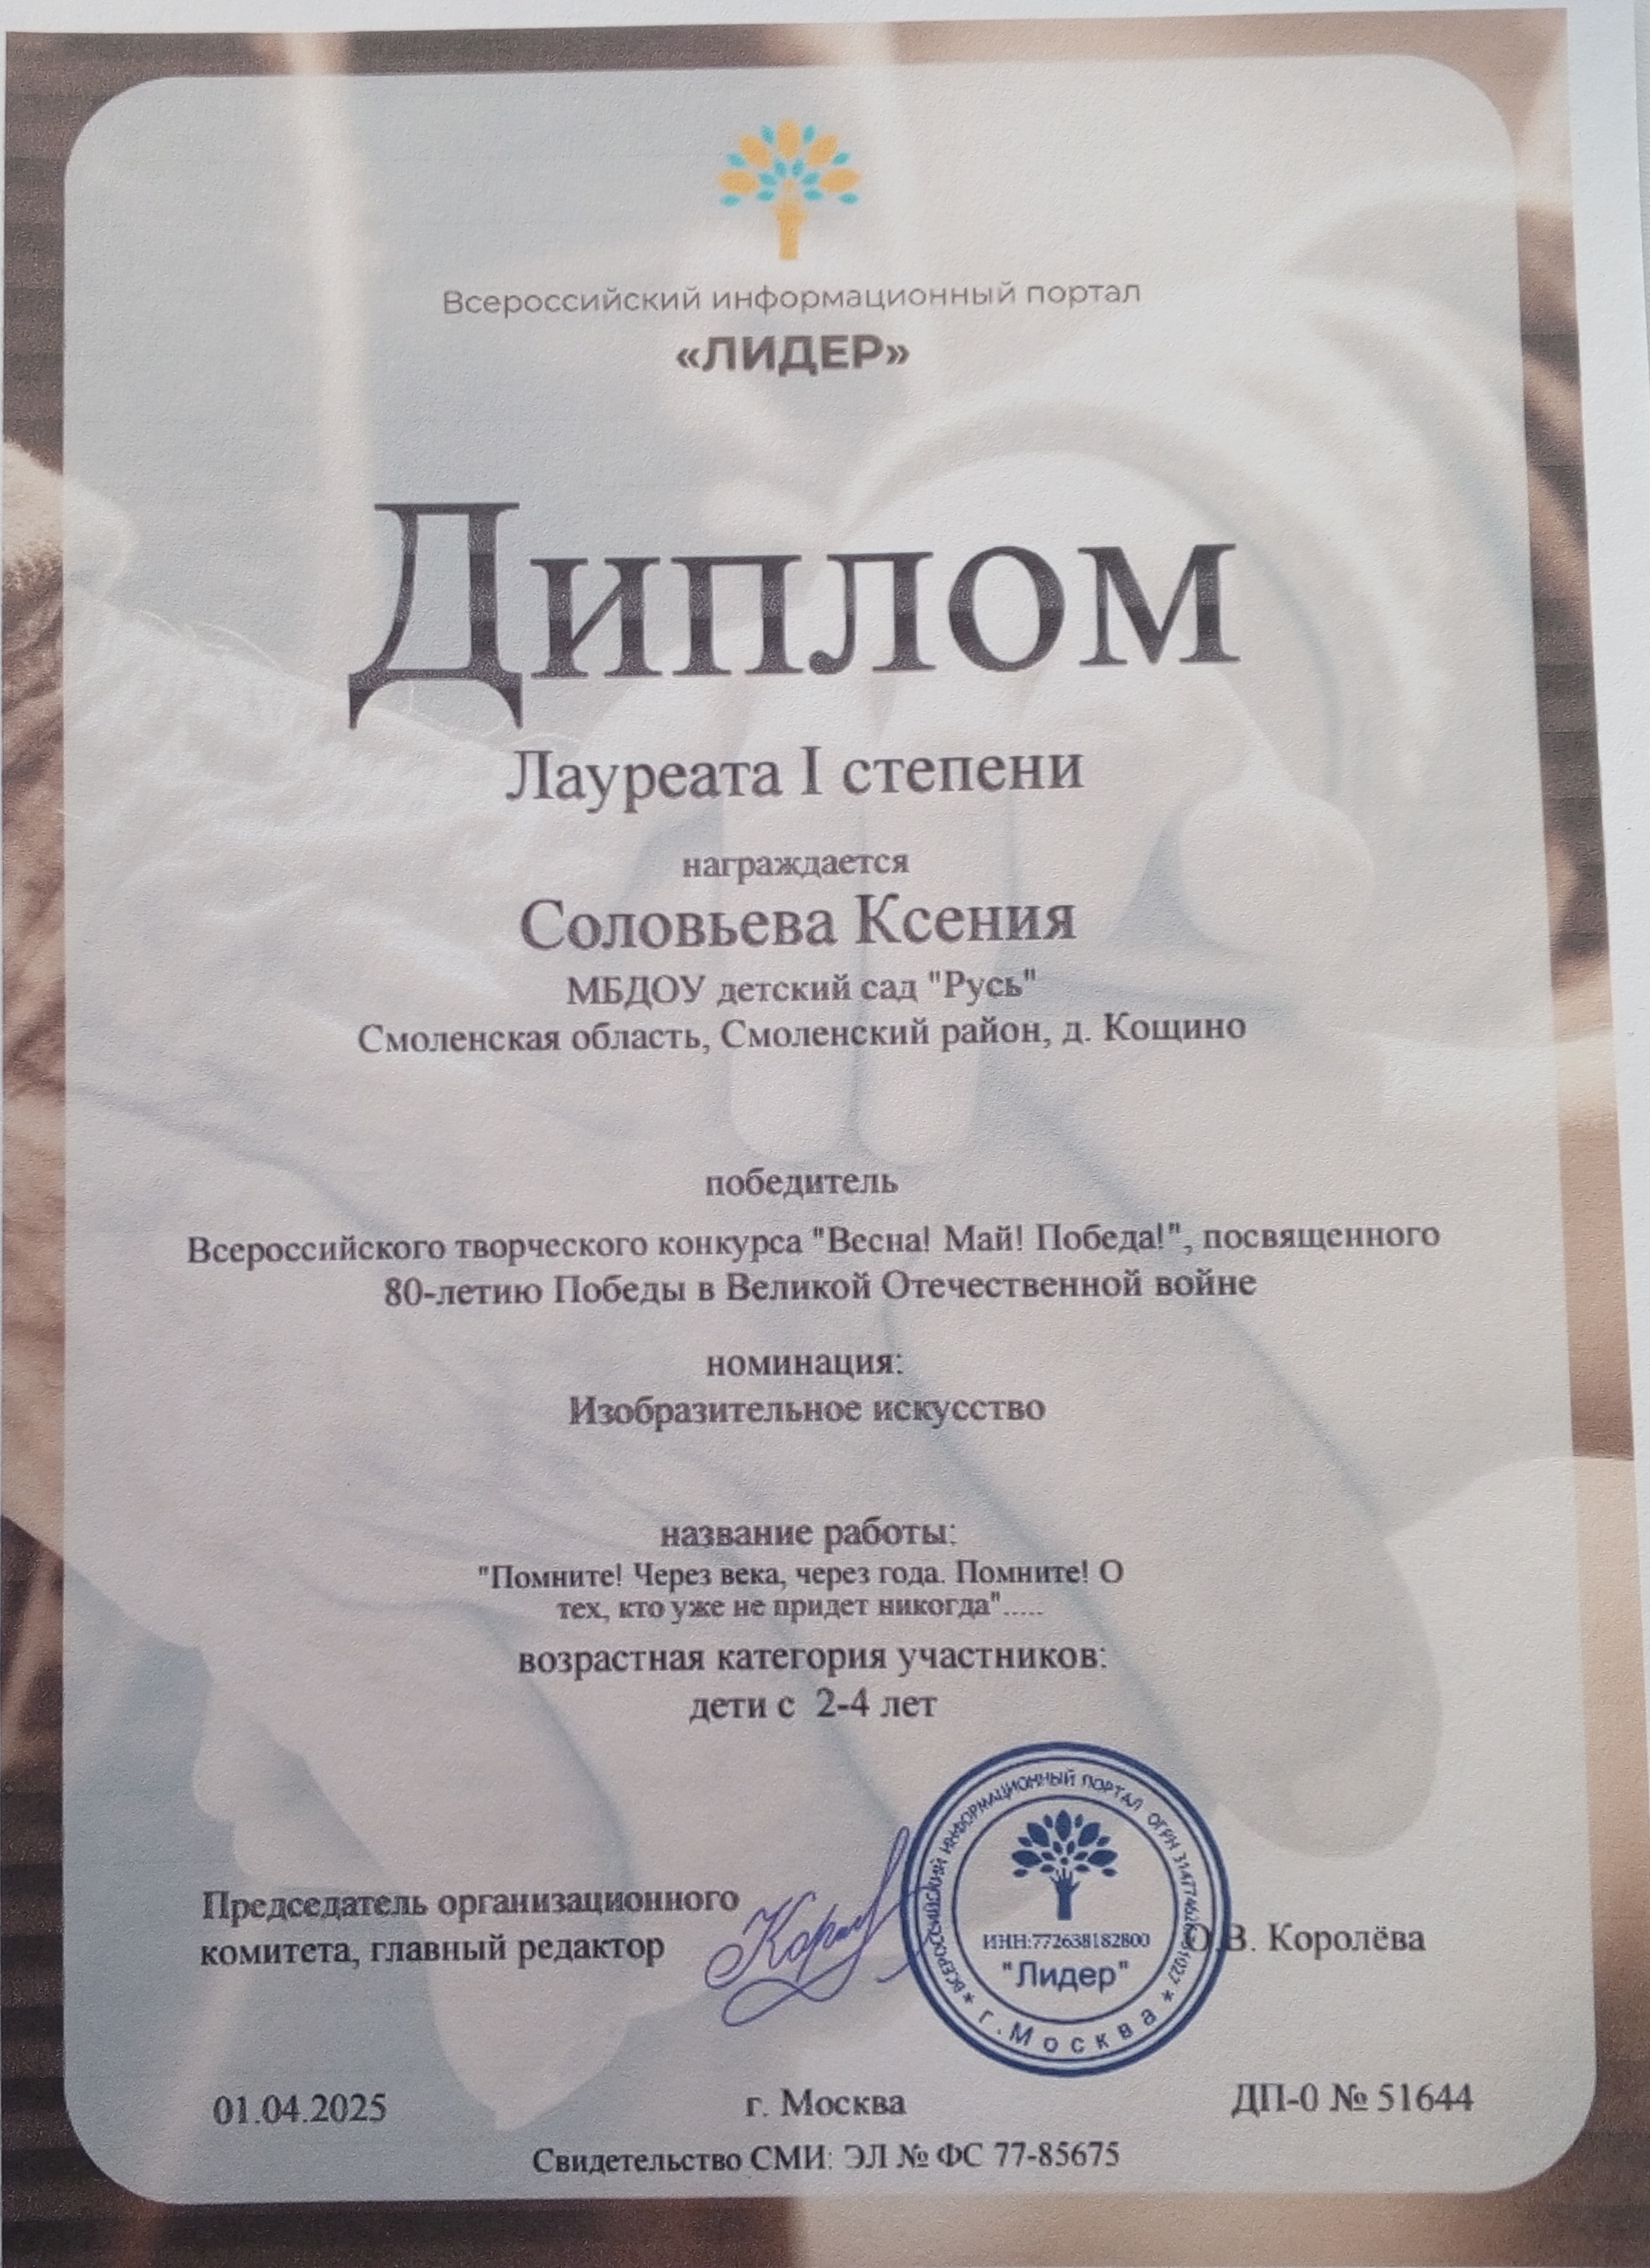 Всероссийский информационный портал
«ЛИДЕР»
Диплом
Лауреата I степени
награждается
Соловьева Ксения
МБДОУ детский сад "Русь"
Смоленская область, Смоленский район, д. Кощино
победитель
Всероссийского творческого конкурса "Весна! Май! Победа!", посвященного
80-летию Победы в Великой Отечественной войне
номинация:
Изобразительное искусство
название работы:
"Помните! Через века, через года. Помните! О
тех, кто уже не придет никогда".....
возрастная категория участников:
дети с 2-4 лет
Председатель организационного
комитета, главный редактор
О.В. Королёва
ВСЕРОССИЙСКИЙ ИНФОРМАЦИОННЫЙ ПОРТАЛ ОГРН
ИНН:772638182800
"Лидер"
* г. Москва *
01.04.2025
г. Москва
ДП-0 № 51644
Свидетельство СМИ: ЭЛ № ФС 77-85675